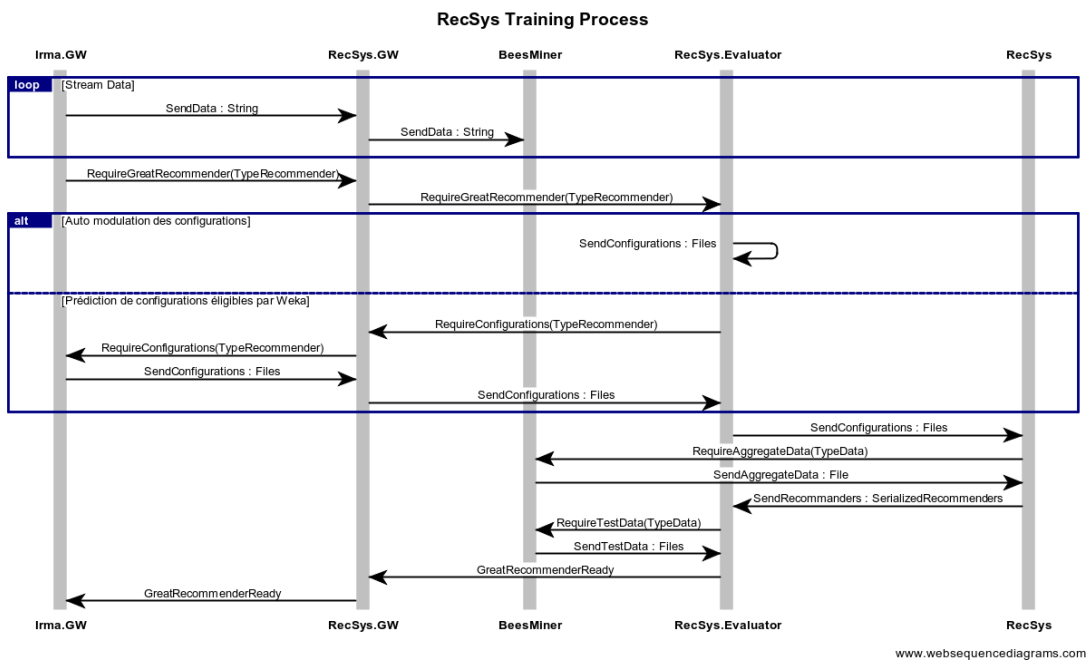 RecSys Training Process
Irma.GW RecSys.GW BeesMiner RecSys.Evaluator RecSys
loop [Stream Data]
SendData : String
SendData : String
RequireGreatRecommender(TypeRecommender)
RequireGreatRecommender(TypeRecommender)
alt [Auto modulation des configurations]
SendConfigurations : Files
[Prédiction de configurations éligibles par Weka]
RequireConfigurations(TypeRecommender)
RequireConfigurations(TypeRecommender)
SendConfigurations : Files
SendConfigurations : Files
SendConfigurations : Files
RequireAggregateData(TypeData)
SendAggregateData : File
SendRecommanders : SerializedRecommenders
RequireTestData(TypeData)
SendTestData : Files
GreatRecommenderReady
GreatRecommenderReady
Irma.GW RecSys.GW BeesMiner RecSys.Evaluator RecSys
www.websequencediagrams.com